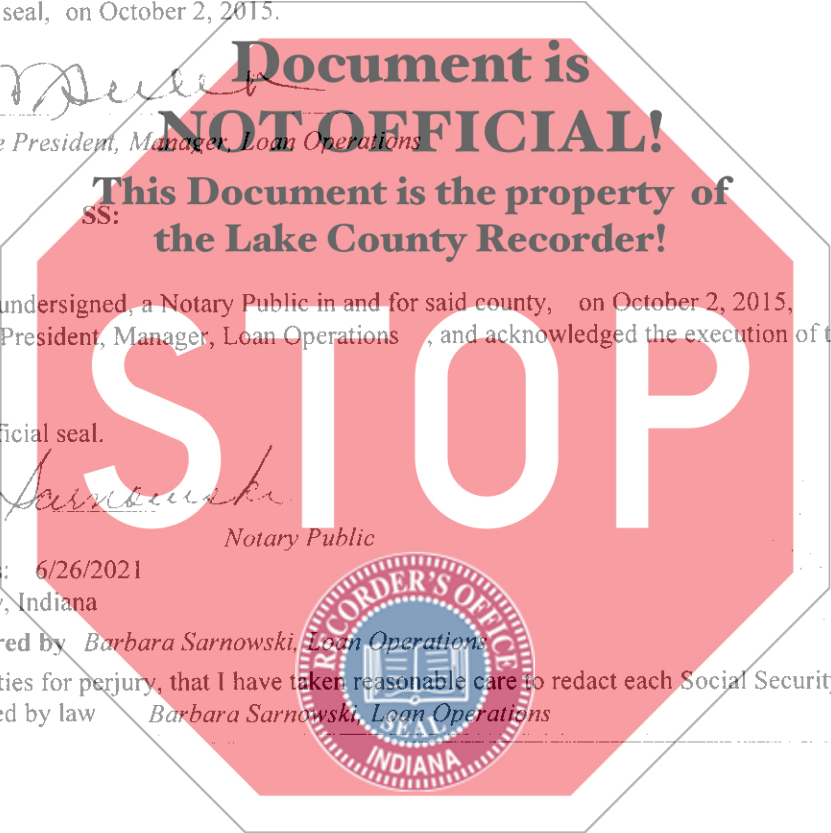 seal, on October 2, 2015.
Document is
NOT OFFICIAL!
e President, Manager, Loan Operations
This Document is the property of
SS:
the Lake County Recorder!
undersigned, a Notary Public in and for said county, on October 2, 2015,
President, Manager, Loan Operations , and acknowledged the execution of t
STOP
ficial seal.
Sarnowski
Notary Public
s: 6/26/2021
y, Indiana
red by Barbara Sarnowski, Loan Operations
ties for perjury, that I have taken reasonable care to redact each Social Security
ed by law Barbara Sarnowski, Loan Operations
RECORDER'S OFFICE
SEAL
INDIANA